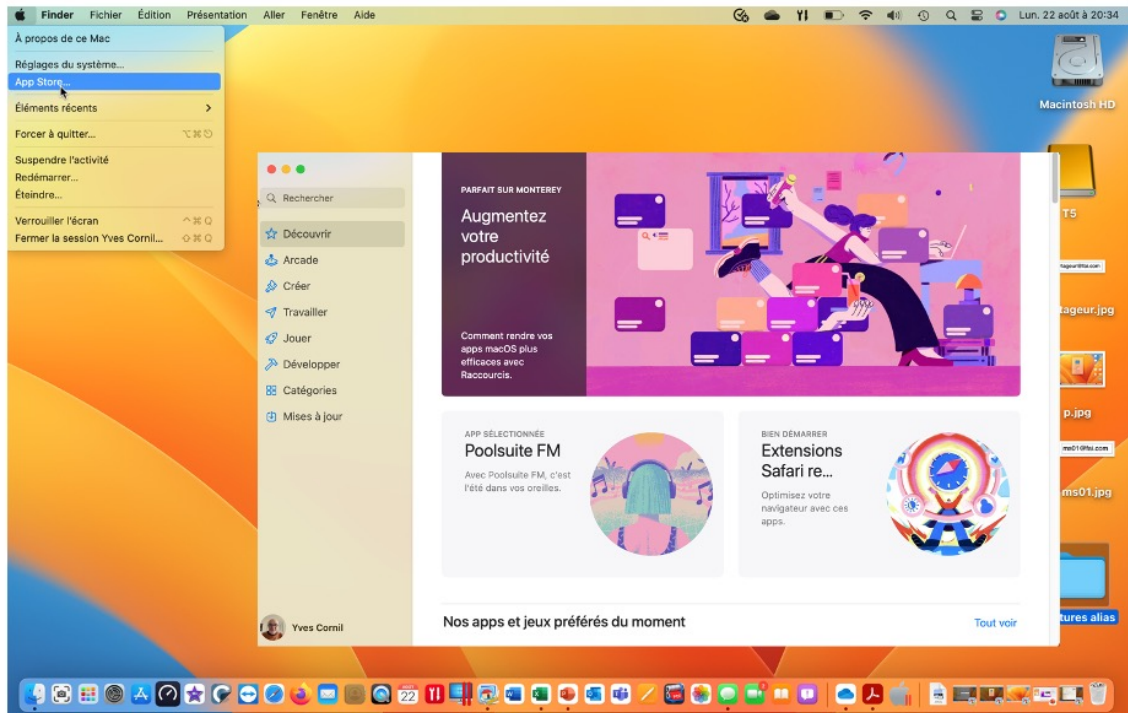 Finder Fichier Édition Présentation Aller Fenêtre Aide
Lun. 22 août à 20:34
À propos de ce Mac
Réglages du système...
App Store...
Éléments récents
Forcer à quitter...
Suspendre l'activité
Redémarrer...
Éteindre...
Verrouiller l'écran
Fermer la session Yves Cornil...
Macintosh HD
T5
tageur.jpg
p.jpg
ms01.jpg
tures alias
Rechercher
Découvrir
Arcade
Créer
Travailler
Jouer
Développer
Catégories
Mises à jour
Yves Cornil
PARFAIT SUR MONTEREY
Augmentez
votre
productivité
Comment rendre vos
apps macOS plus
efficaces avec
Raccourcis.
APP SÉLECTIONNÉE
Poolsuite FM
Avec Poolsuite FM, c'est
l'été dans vos oreilles.
BIEN DÉMARRER
Extensions
Safari re...
Optimisez votre
navigateur avec ces
apps.
Nos apps et jeux préférés du moment
Tout voir
22